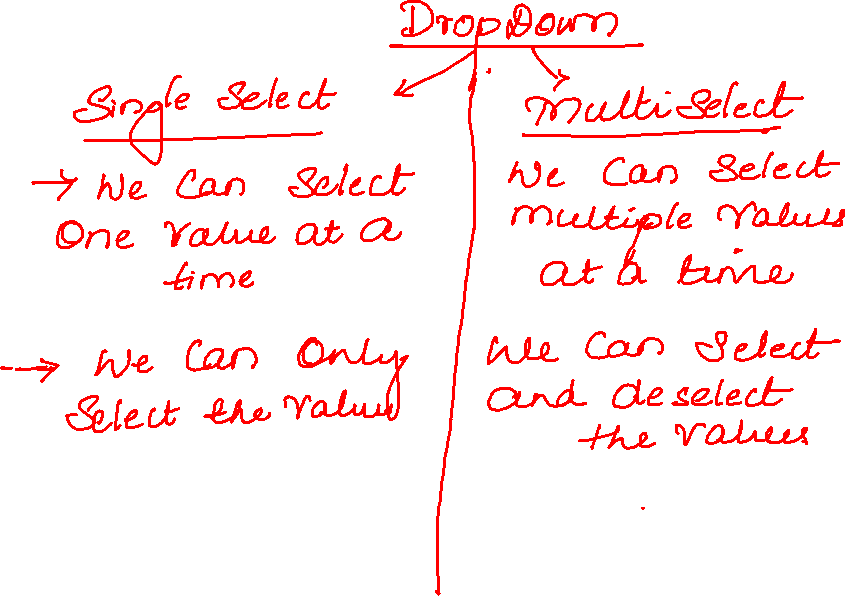 DropDown
Single Select
→ We Can Select
One Value at a
time
→ We Can Only
Select the Value
MultiSelect
We Can Select
multiple values
at a time
We Can Select
and deselect
the values